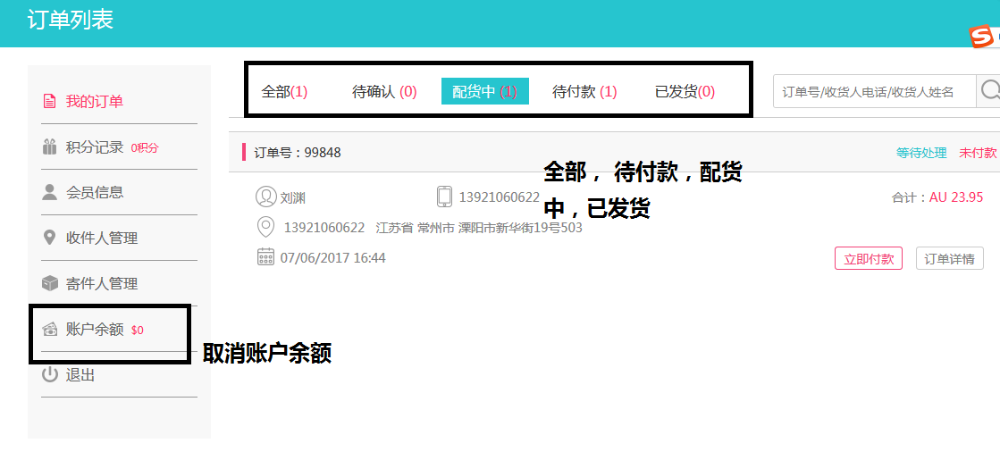 订单列表
全部(1) 待确认 (0) 配货中 (1) 待付款 (1) 已发货(0)
订单号/收货人电话/收货人姓名
我的订单
积分记录 0积分
会员信息
收件人管理
寄件人管理
账户余额 $0
退出
取消账户余额
订单号：99848 等待处理 未付款
全部， 待付款，配货
中，已发货
刘渊 13921060622 合计：AU 23.95
13921060622 江苏省 常州市 溧阳市新华街19号503
07/06/2017 16:44 立即付款 订单详情